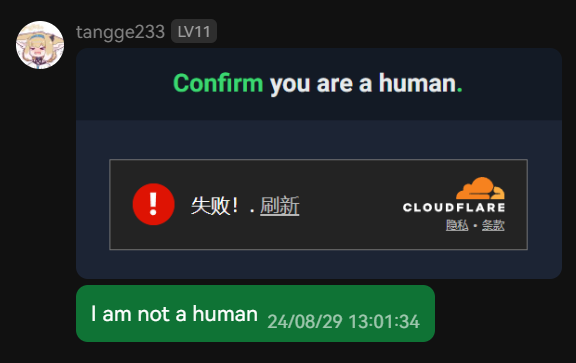 tangge233 LV11
Confirm you are a human.
失败！. 刷新
CLOUDFLARE
隐私 • 条款
I am not a human 24/08/29 13:01:34